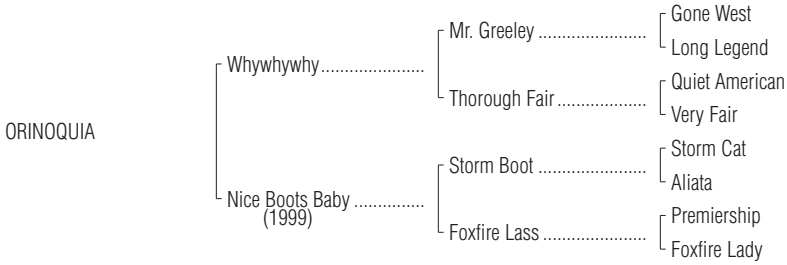 Gone West
Mr. Greeley ......................
Long Legend
Whywhywhy.....................
Quiet American
Thorough Fair ..................
Very Fair
ORINOQUIA
Storm Cat
Storm Boot ......................
Aliata
Nice Boots Baby ...............
(1999)
Premiership
Foxfire Lass .....................
Foxfire Lady